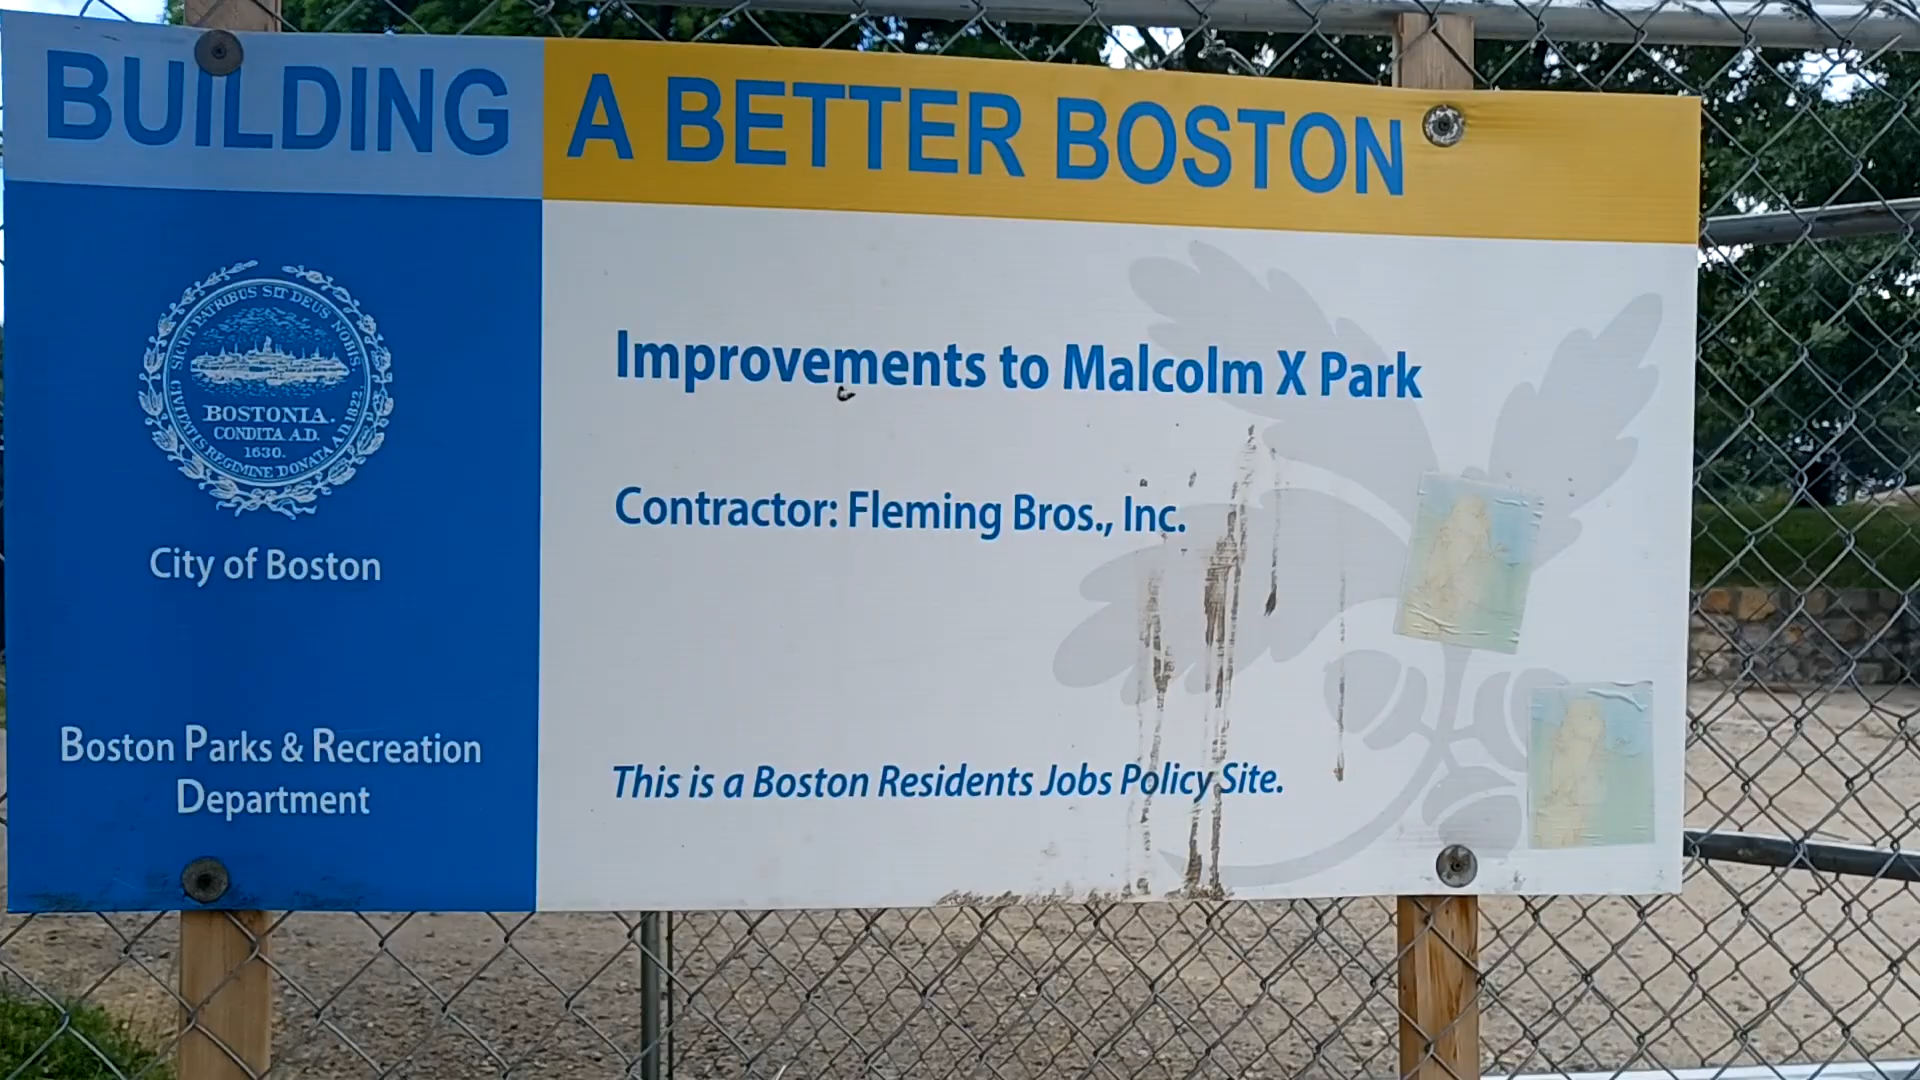 BUILDING A BETTER BOSTON
SICUT PATRIBUS SIT DEUS NOBIS
BOSTONIA.
CONDITA A.D.
1630.
CIVITATIS REGIMINE DONATA A.D. 1822
City of Boston
Boston Parks & Recreation
Department
Improvements to Malcolm X Park
Contractor: Fleming Bros., Inc.
This is a Boston Residents Jobs Policy Site.